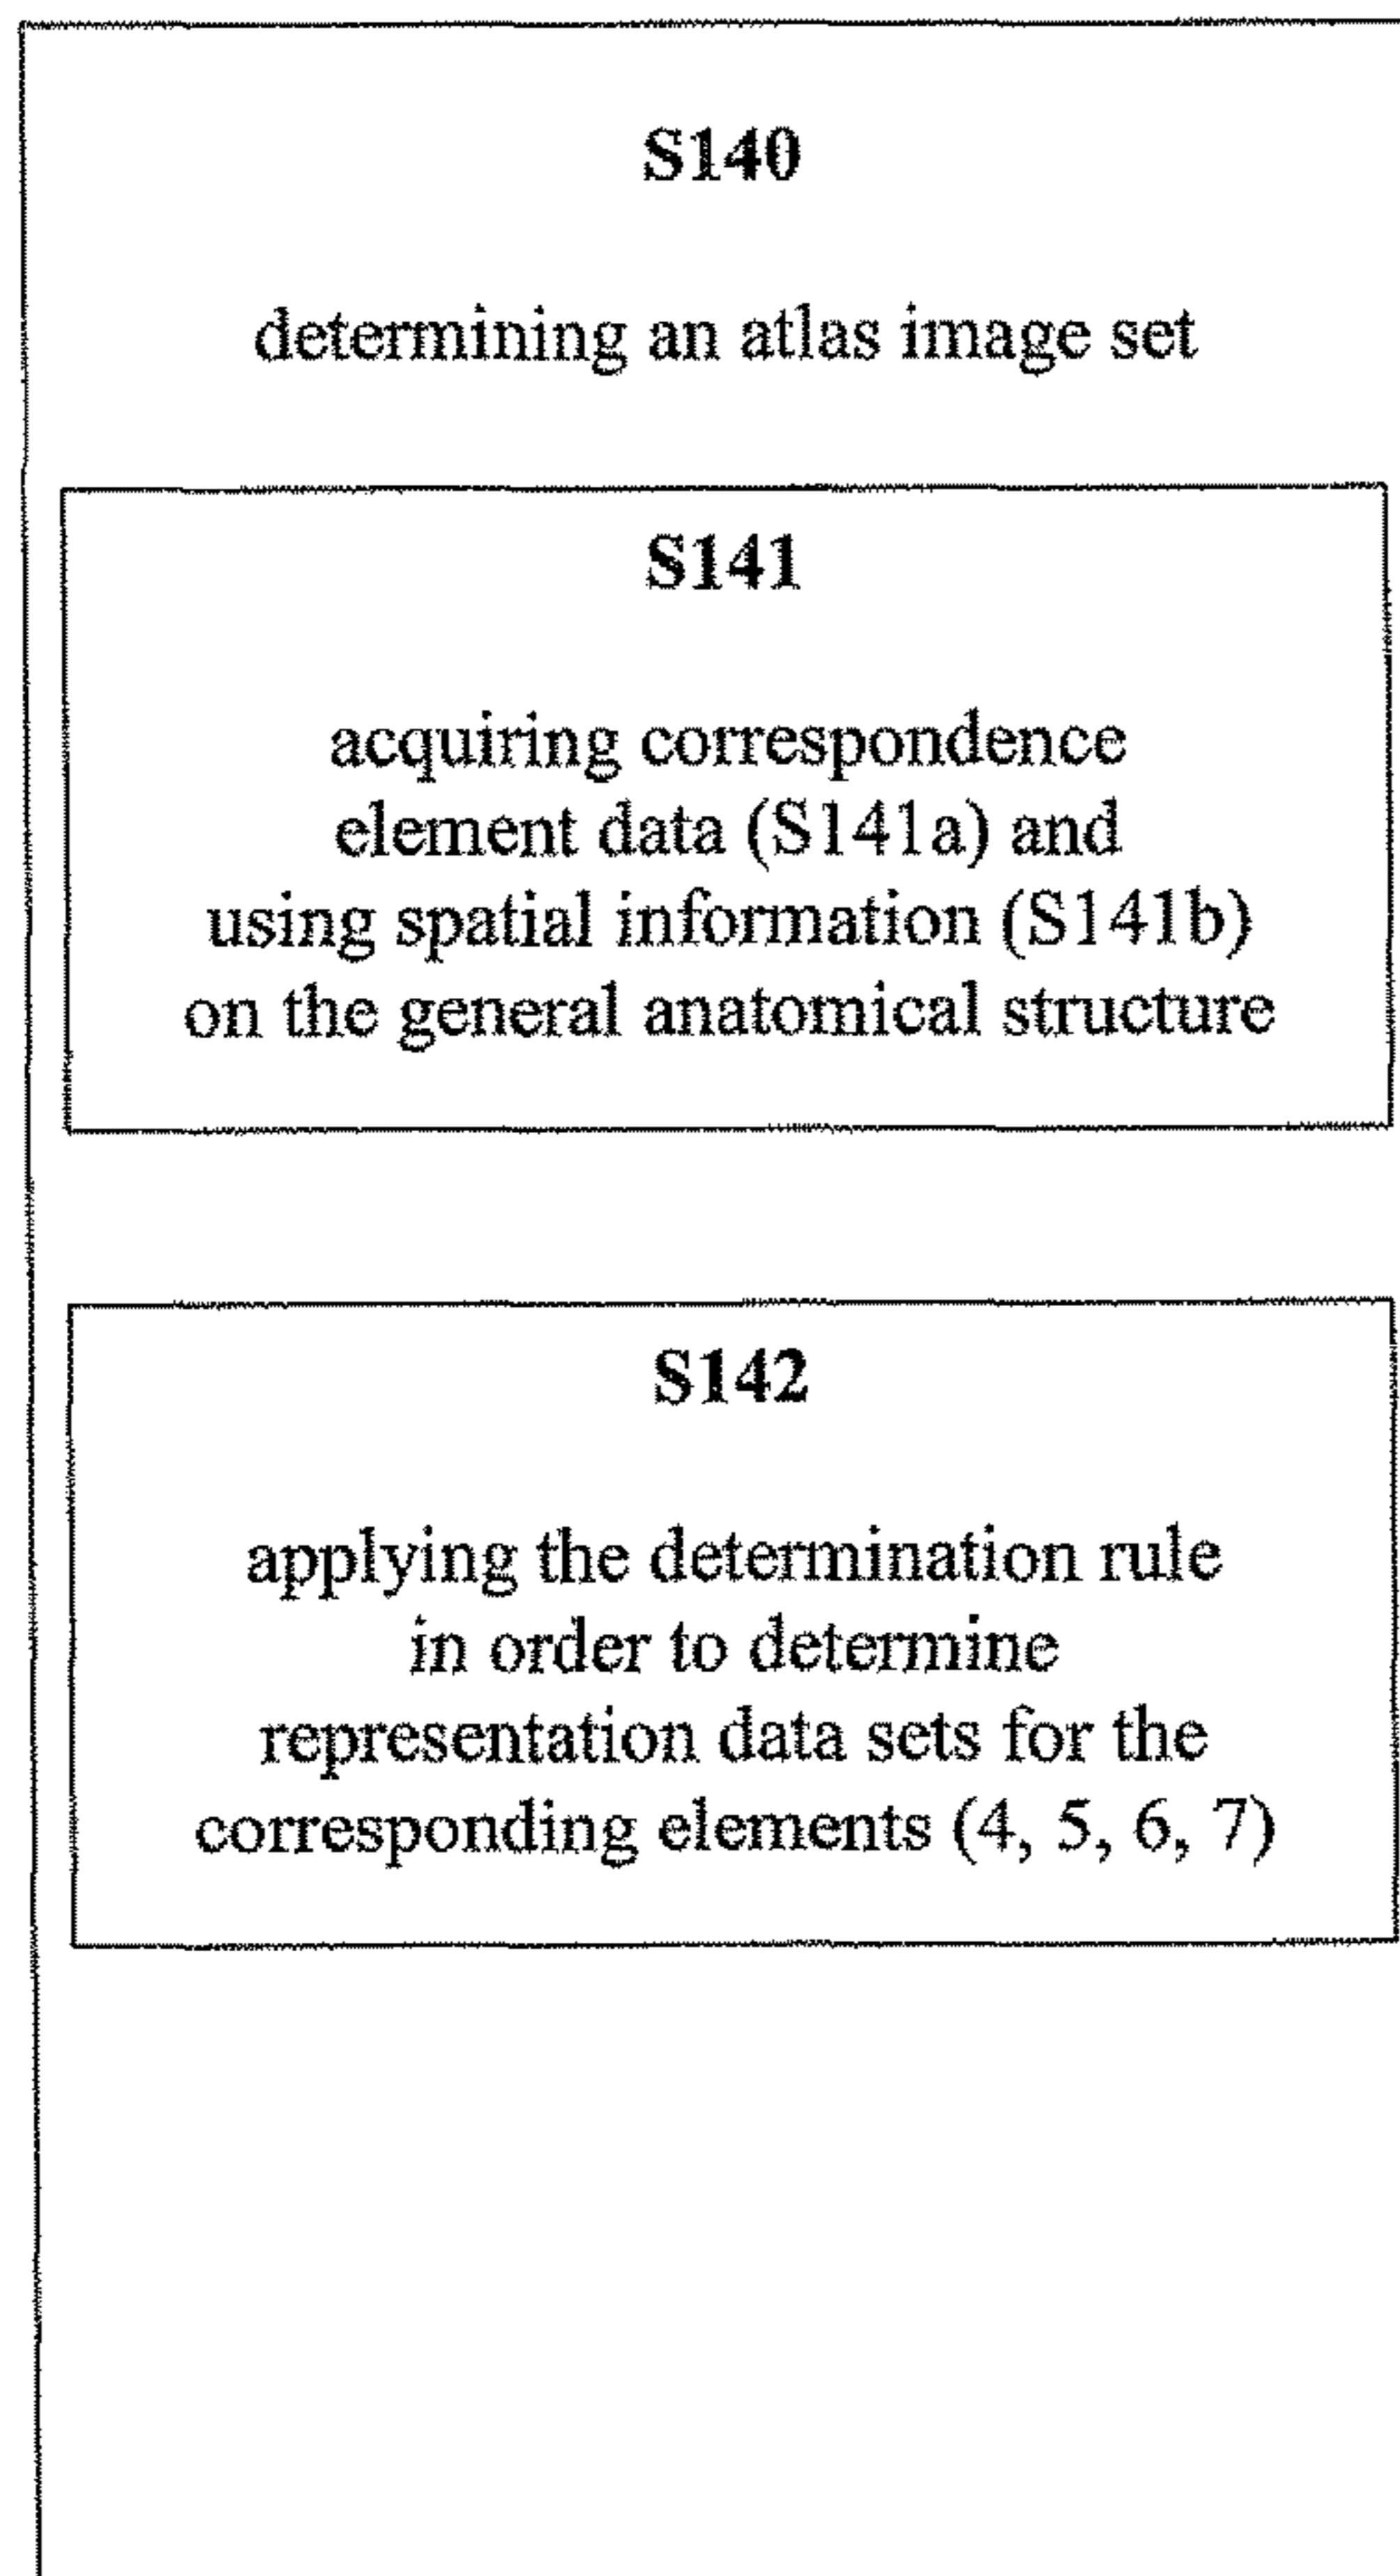 S140
determining an atlas image set
S141
acquiring correspondence
element data (S141a) and
using spatial information (S141b)
on the general anatomical structure
S142
applying the determination rule
in order to determine
representation data sets for the
corresponding elements (4, 5, 6, 7)